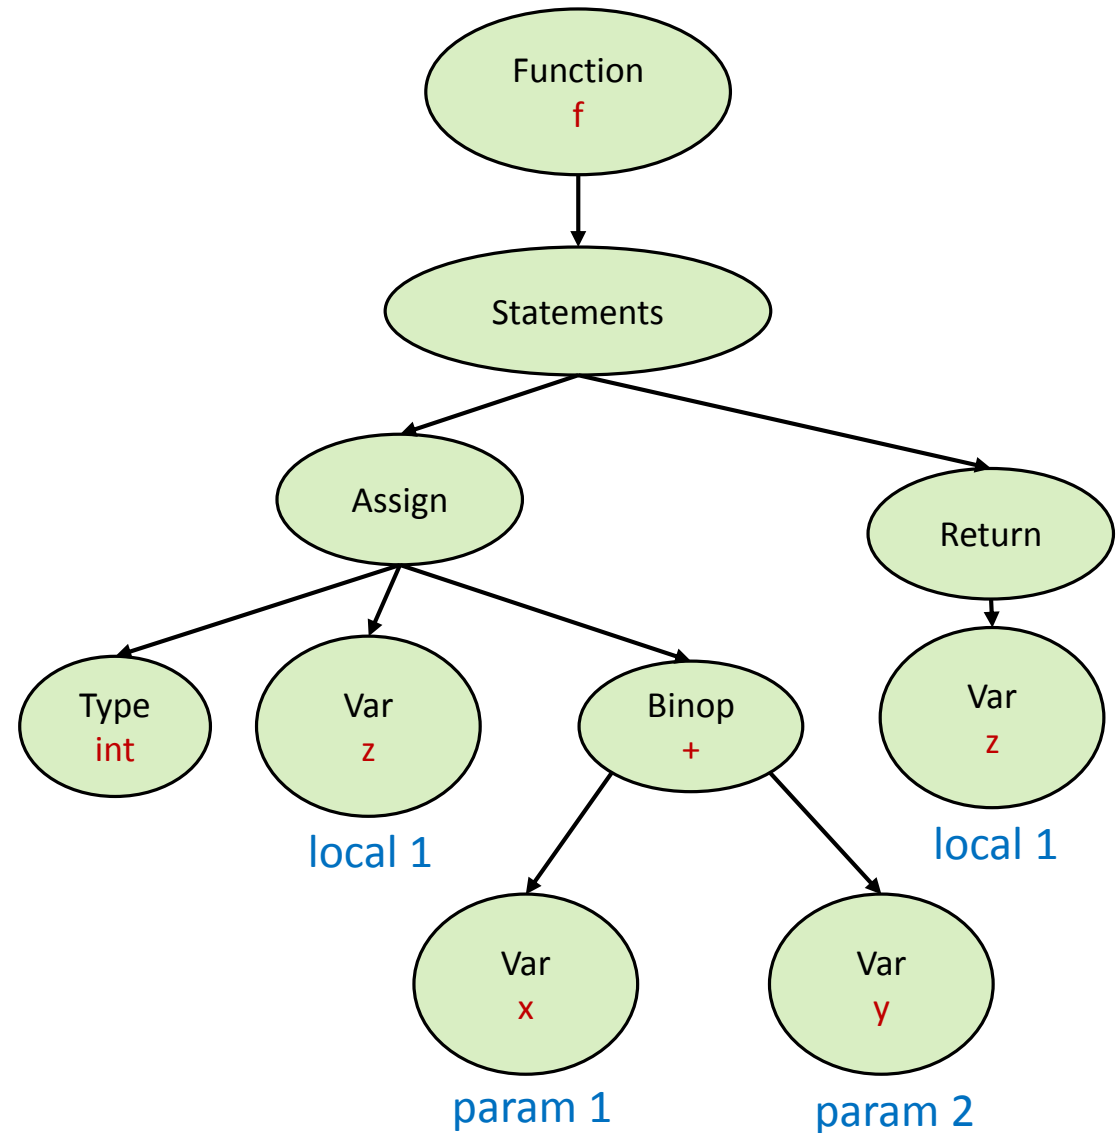 Function
f
Statements
Assign
Return
Type
int
Var
z
Binop
+
Var
z
local 1
local 1
Var
x
Var
y
param 1
param 2